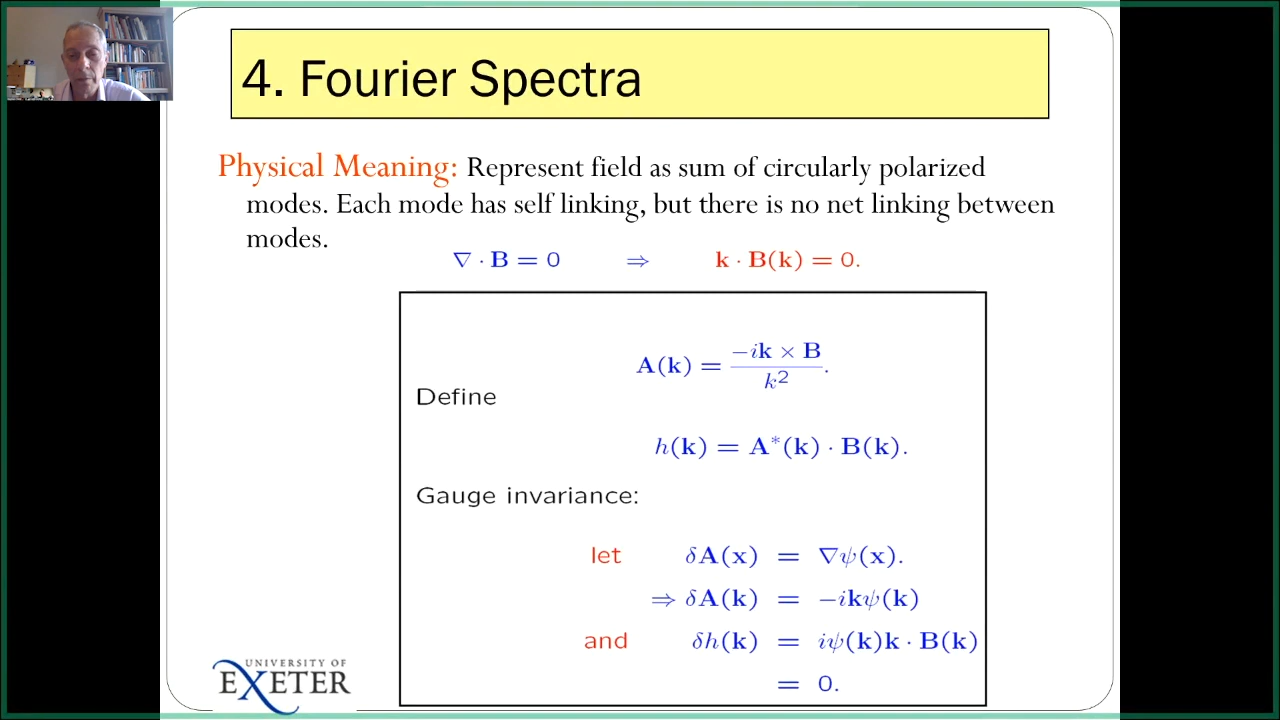 4. Fourier Spectra
Physical Meaning: Represent field as sum of circularly polarized
modes. Each mode has self linking, but there is no net linking between
modes.
∇ · B = 0 ⇒ k · B(k) = 0.
A(k) = −ik × B / k².
Define
h(k) = A*(k) · B(k).
Gauge invariance:
let δA(x) = ∇ψ(x).
⇒ δA(k) = −ikψ(k)
and δh(k) = iψ(k)k · B(k)
= 0.
UNIVERSITY OF
EXETER